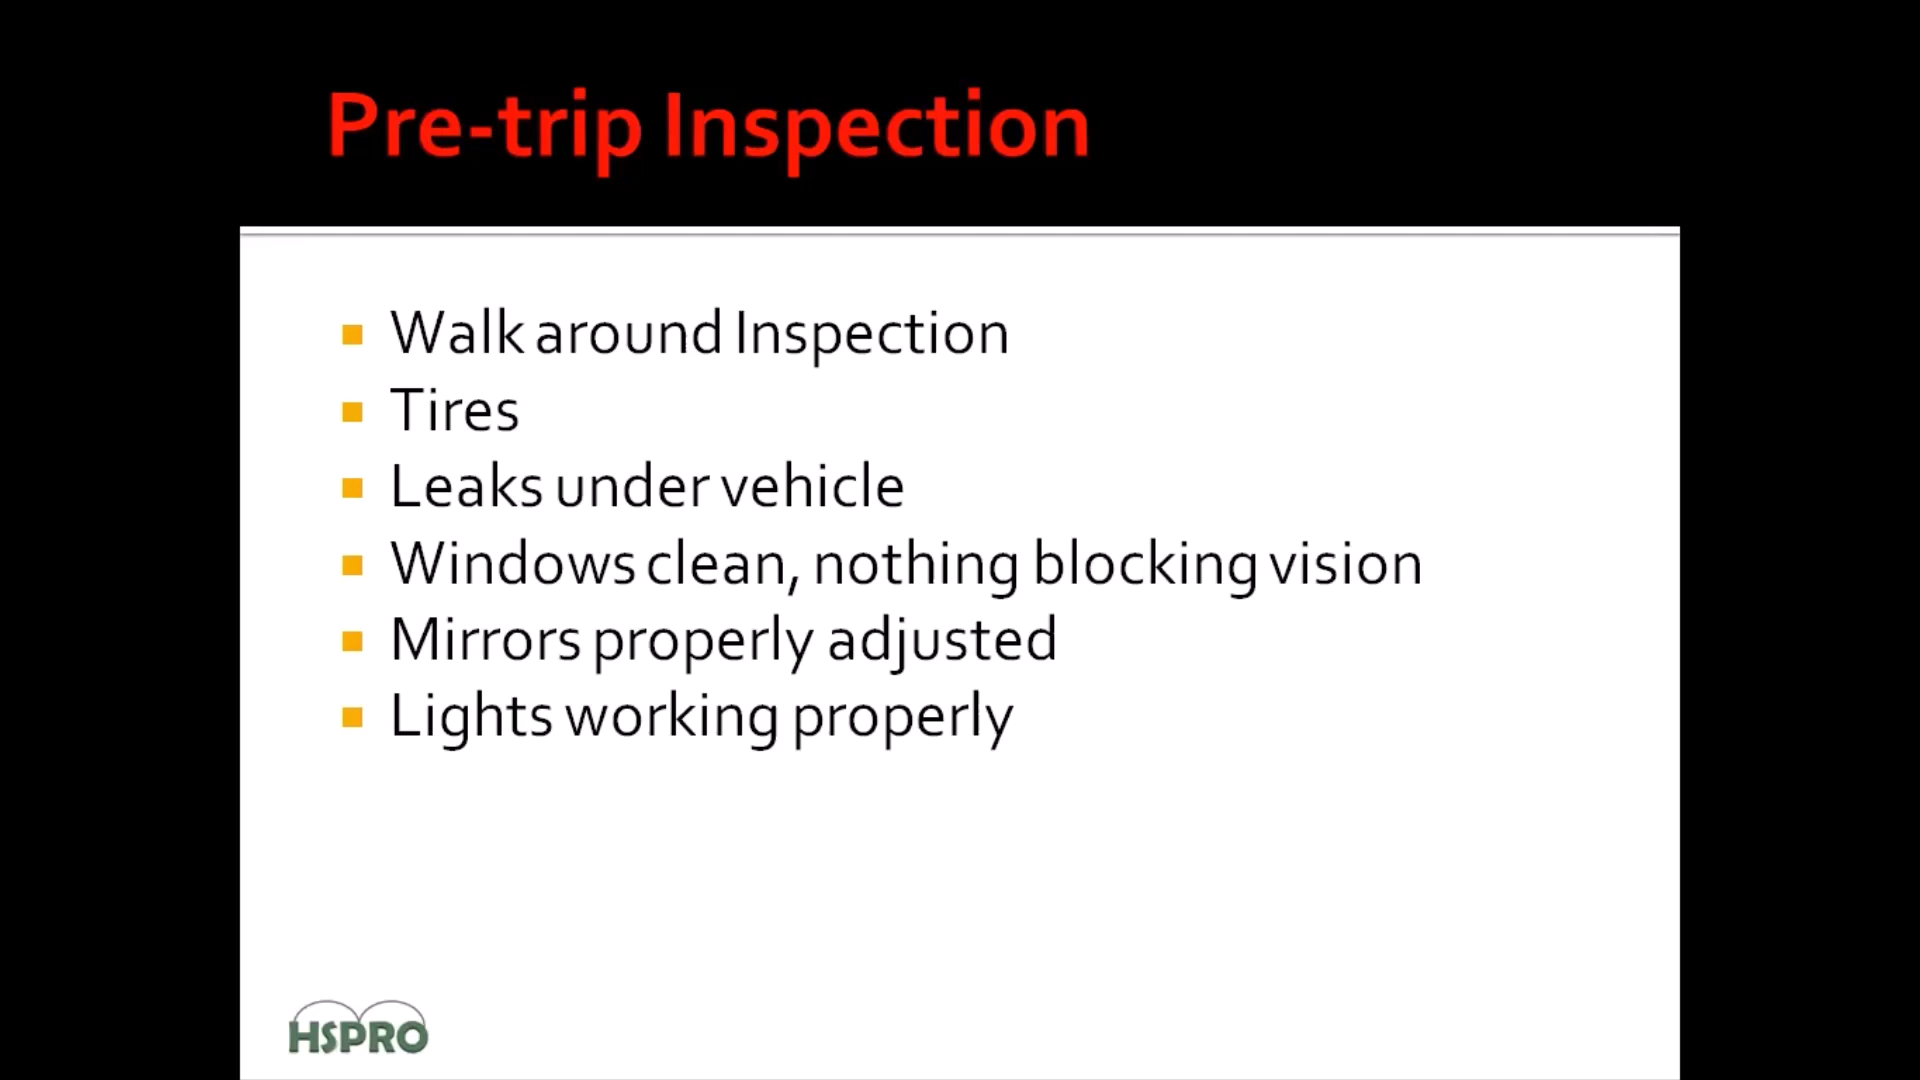 Pre-trip Inspection
Walk around Inspection
Tires
Leaks under vehicle
Windows clean, nothing blocking vision
Mirrors properly adjusted
Lights working properly
HSPRO